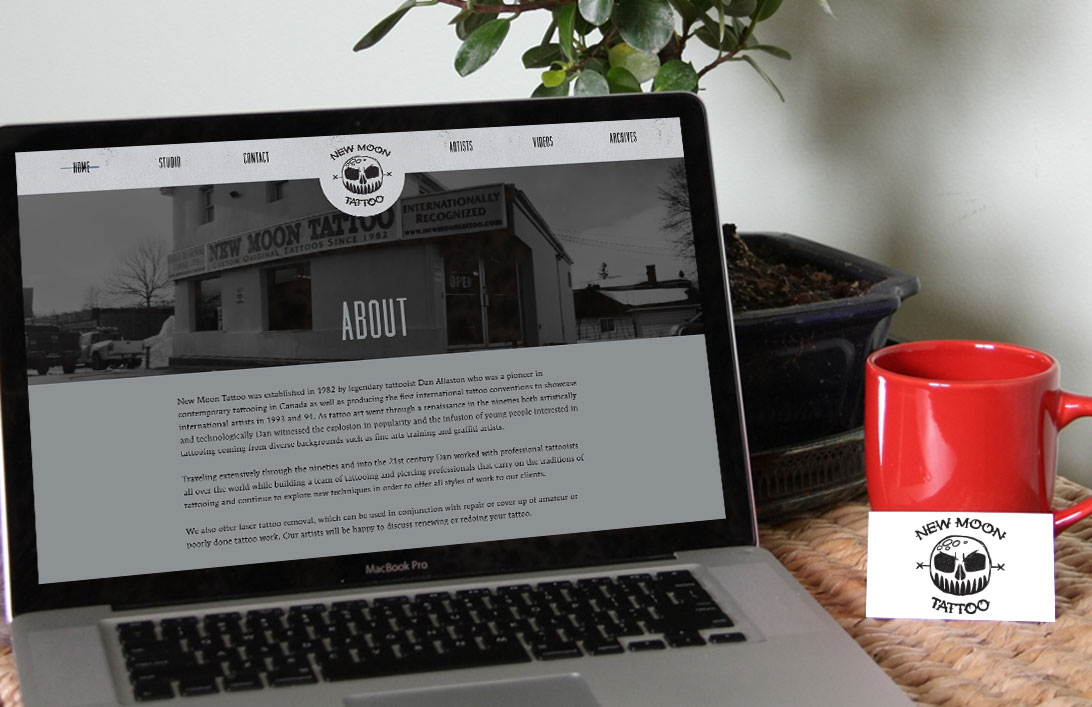 HOME STUDIO CONTACT ARTISTS VIDEOS ARCHIVES
NEW MOON
TATTOO
INTERNATIONALLY
RECOGNIZED
www.newmoontattoo.com
NEW MOON TATTOO
CUSTOM ORIGINAL TATTOOS SINCE 1982
OPEN
ABOUT
New Moon Tattoo was established in 1982 by legendary tattooist Dan Allaston who was a pioneer in
contemporary tattooing in Canada as well as producing the first international tattoo conventions to showcase
international artists in 1993 and 94. As tattoo art went through a renaissance in the nineties both artistically
and technologically Dan witnessed the explosion in popularity and the infusion of young people interested in
tattooing coming from diverse backgrounds such as fine arts training and graffiti artists.
Traveling extensively through the nineties and into the 21st century Dan worked with professional tattooists
all over the world while building a team of tattooing and piercing professionals that carry on the traditions of
tattooing and continue to explore new techniques in order to offer all styles of work to our clients.
We also offer laser tattoo removal, which can be used in conjunction with repair or cover up of amateur or
poorly done tattoo work. Our artists will be happy to discuss renewing or redoing your tattoo.
MacBook Pro
NEW MOON
TATTOO